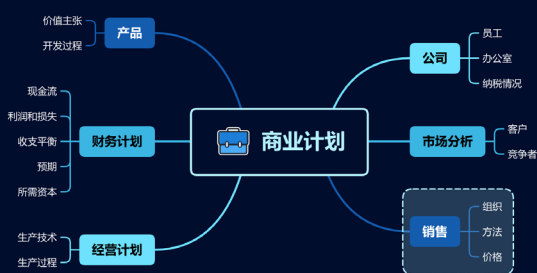 商业计划
产品
价值主张
开发过程
财务计划
现金流
利润和损失
收支平衡
预期
所需资本
经营计划
生产技术
生产过程
公司
员工
办公室
纳税情况
市场分析
客户
竞争者
销售
组织
方法
价格